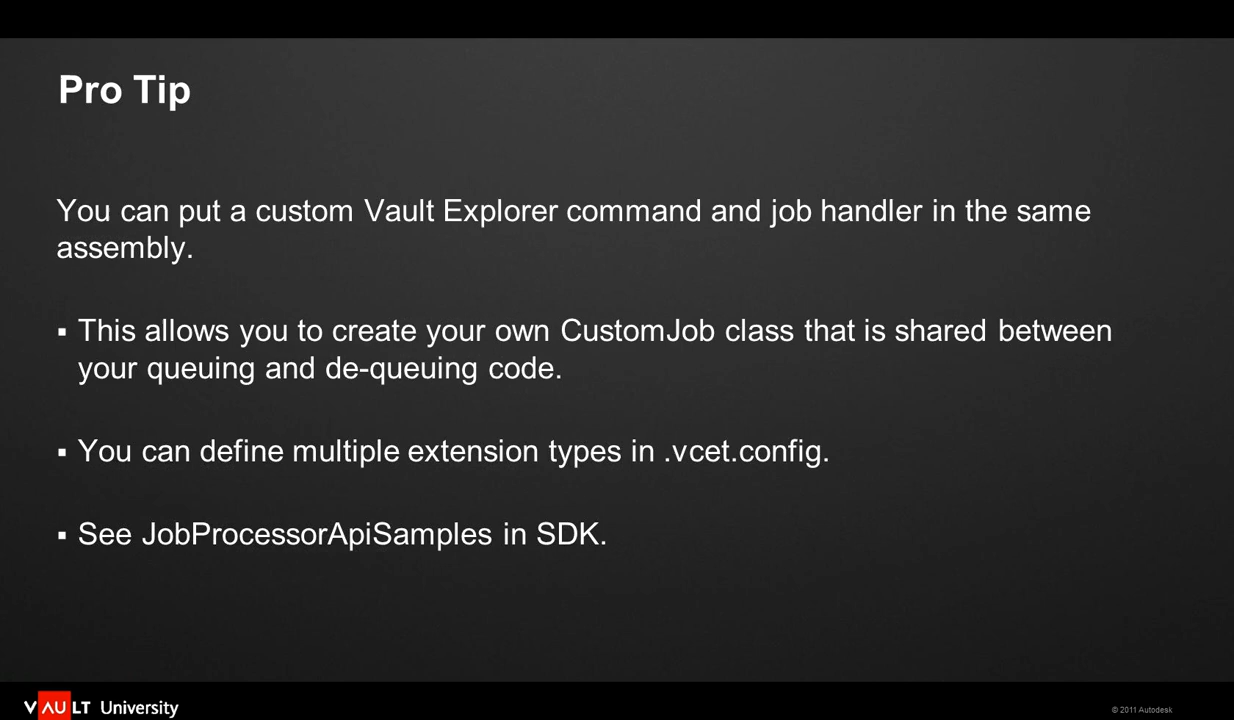 Pro Tip
You can put a custom Vault Explorer command and job handler in the same
assembly.
▪ This allows you to create your own CustomJob class that is shared between
your queuing and de-queuing code.
▪ You can define multiple extension types in .vcet.config.
▪ See JobProcessorApiSamples in SDK.
VAULT University
© 2011 Autodesk